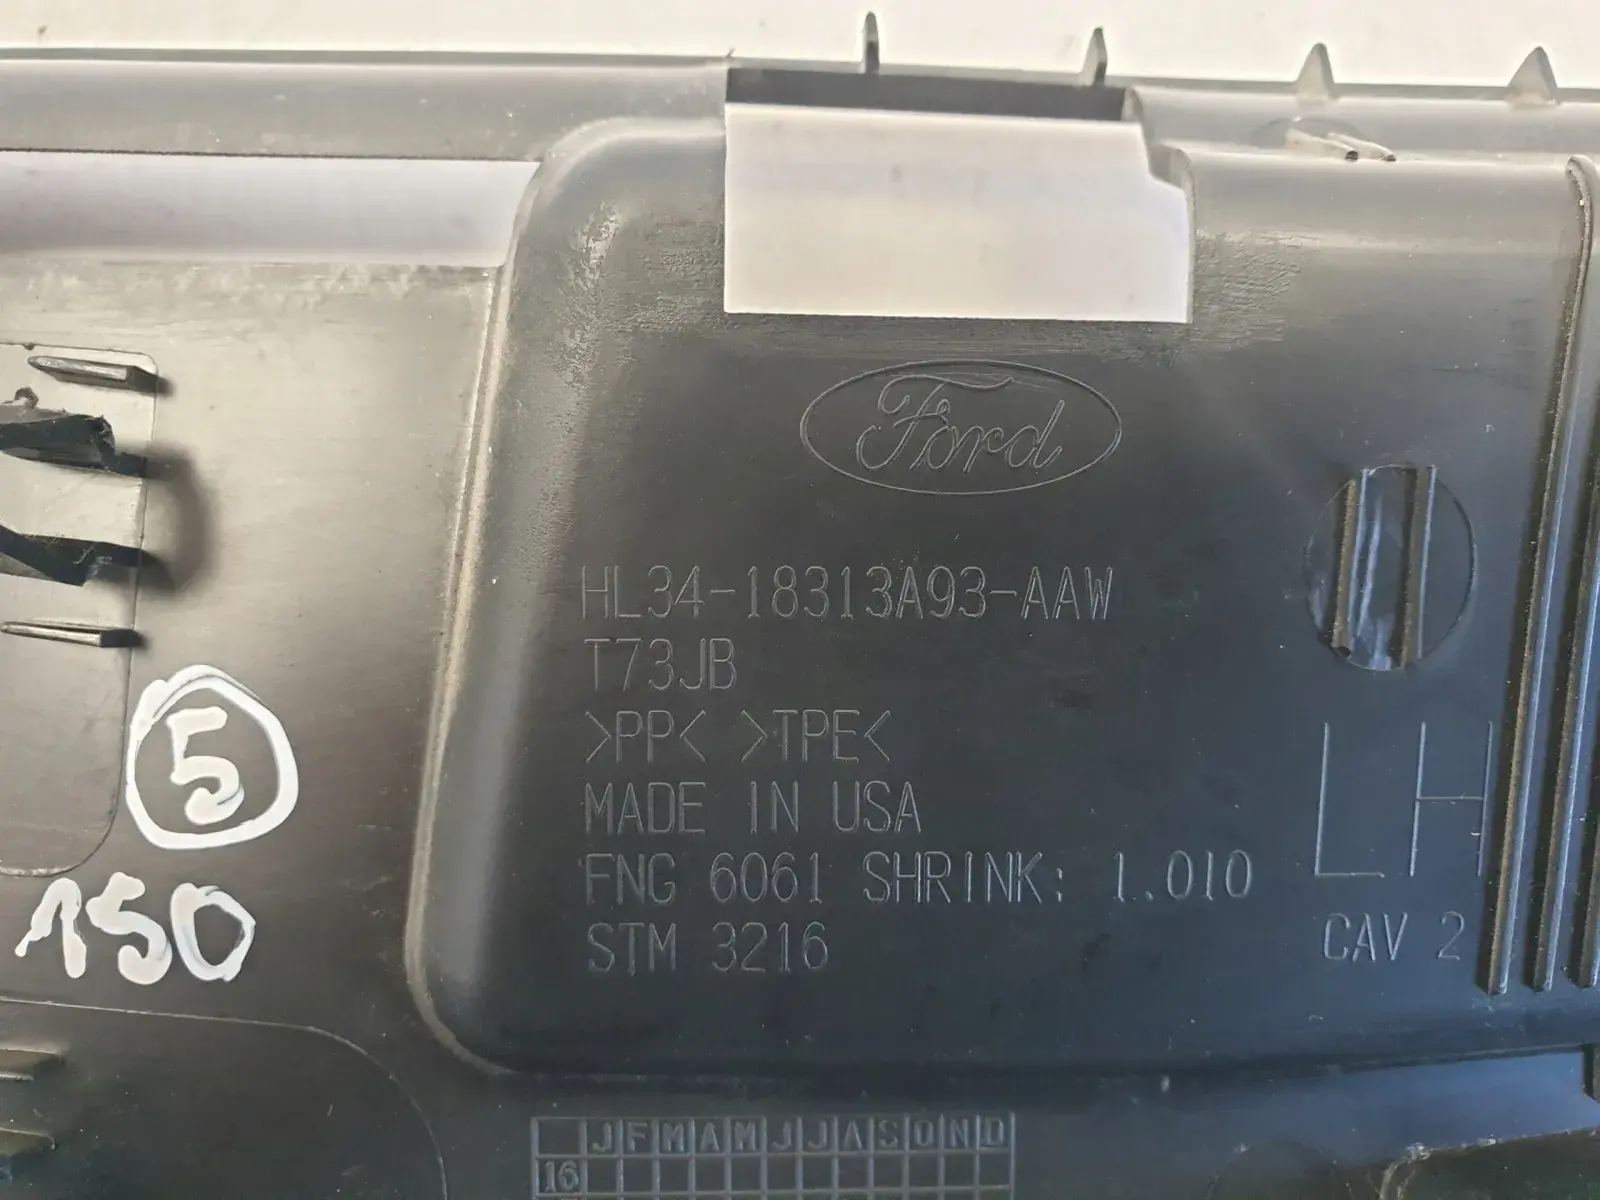 Ford
HL34-18313A93-AAW
T73JB
>PP< >TPE<
MADE IN USA
FNG 6061 SHRINK: 1.010
STM 3216
LH
CAV 2
5
150
J F M A M J J A S O N D
16